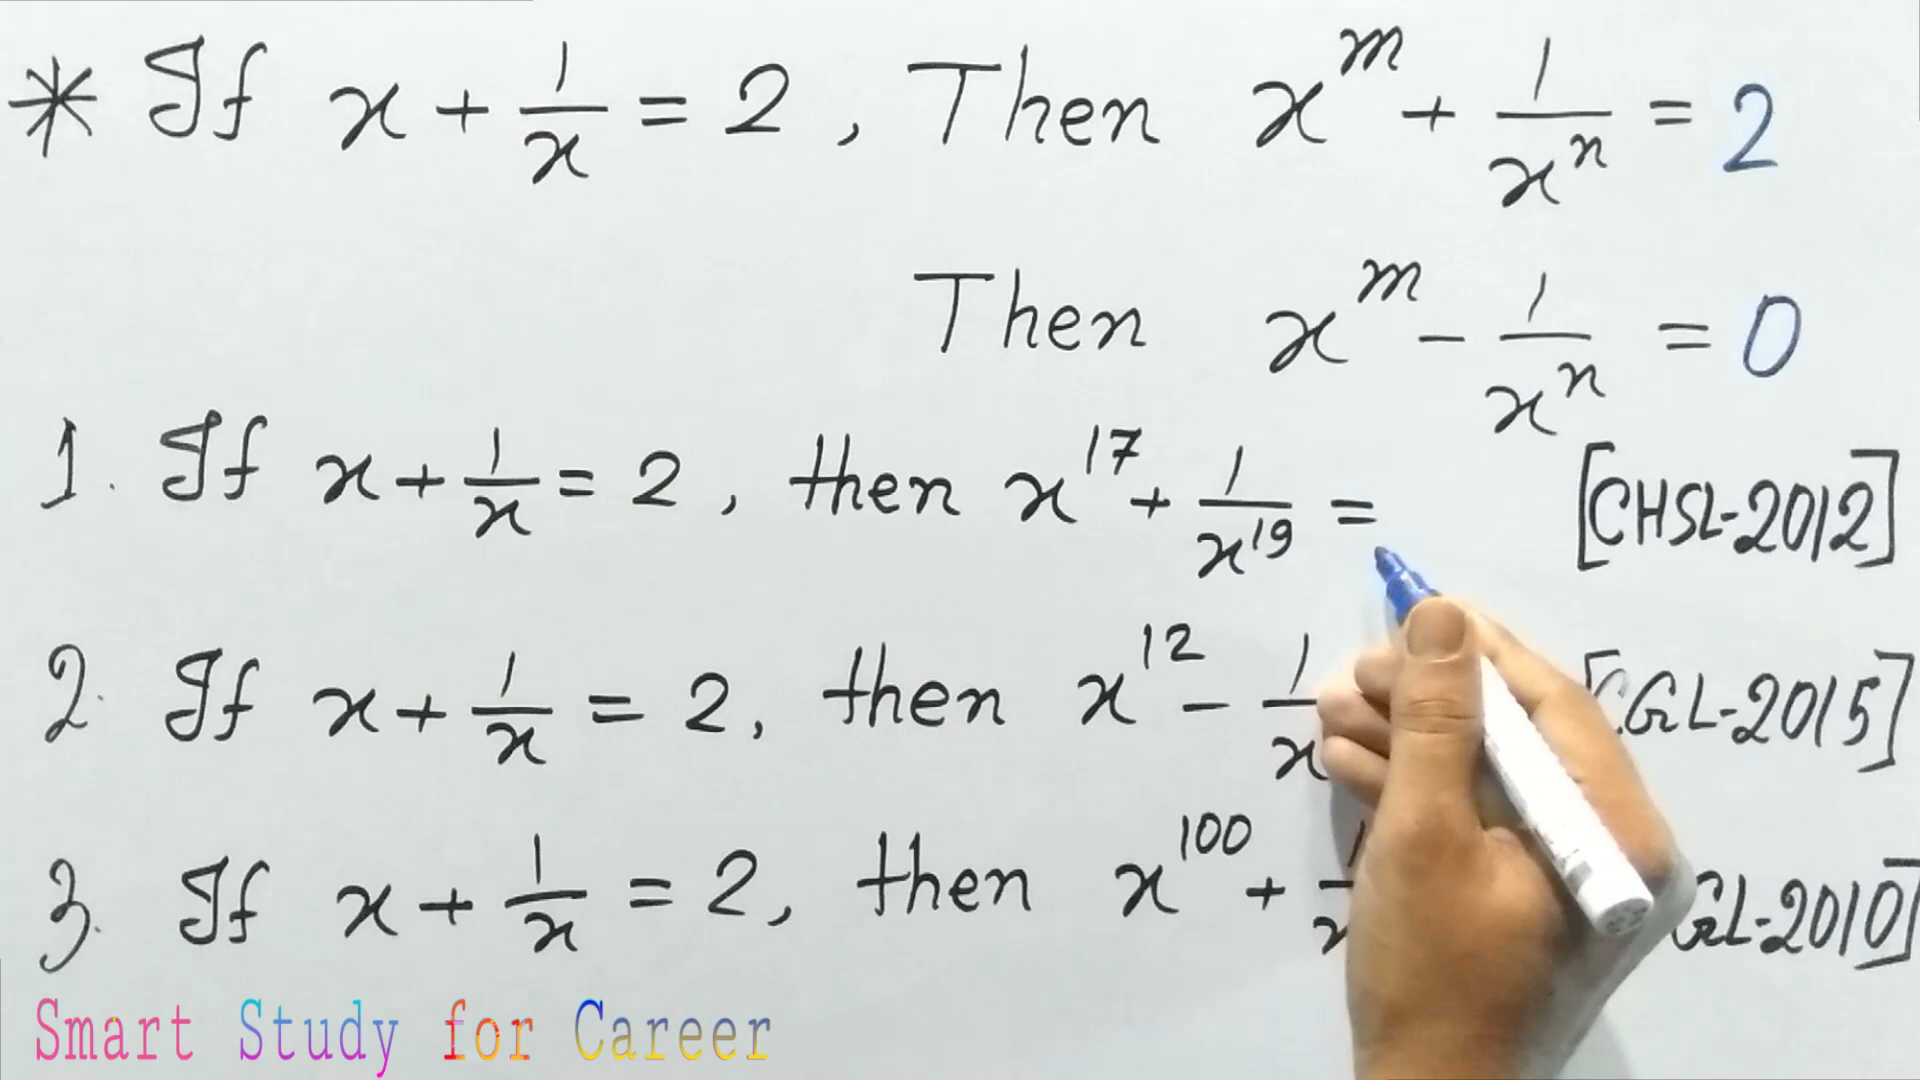 * If x + 1/x = 2, Then x^m + 1/x^n = 2
Then x^m - 1/x^n = 0
1. If x + 1/x = 2, then x^17 + 1/x^19 = [CHSL-2012]
2. If x + 1/x = 2, then x^12 - 1/x [CGL-2015]
3. If x + 1/x = 2, then x^100 + 1/x GL-2010]
Smart Study for Career